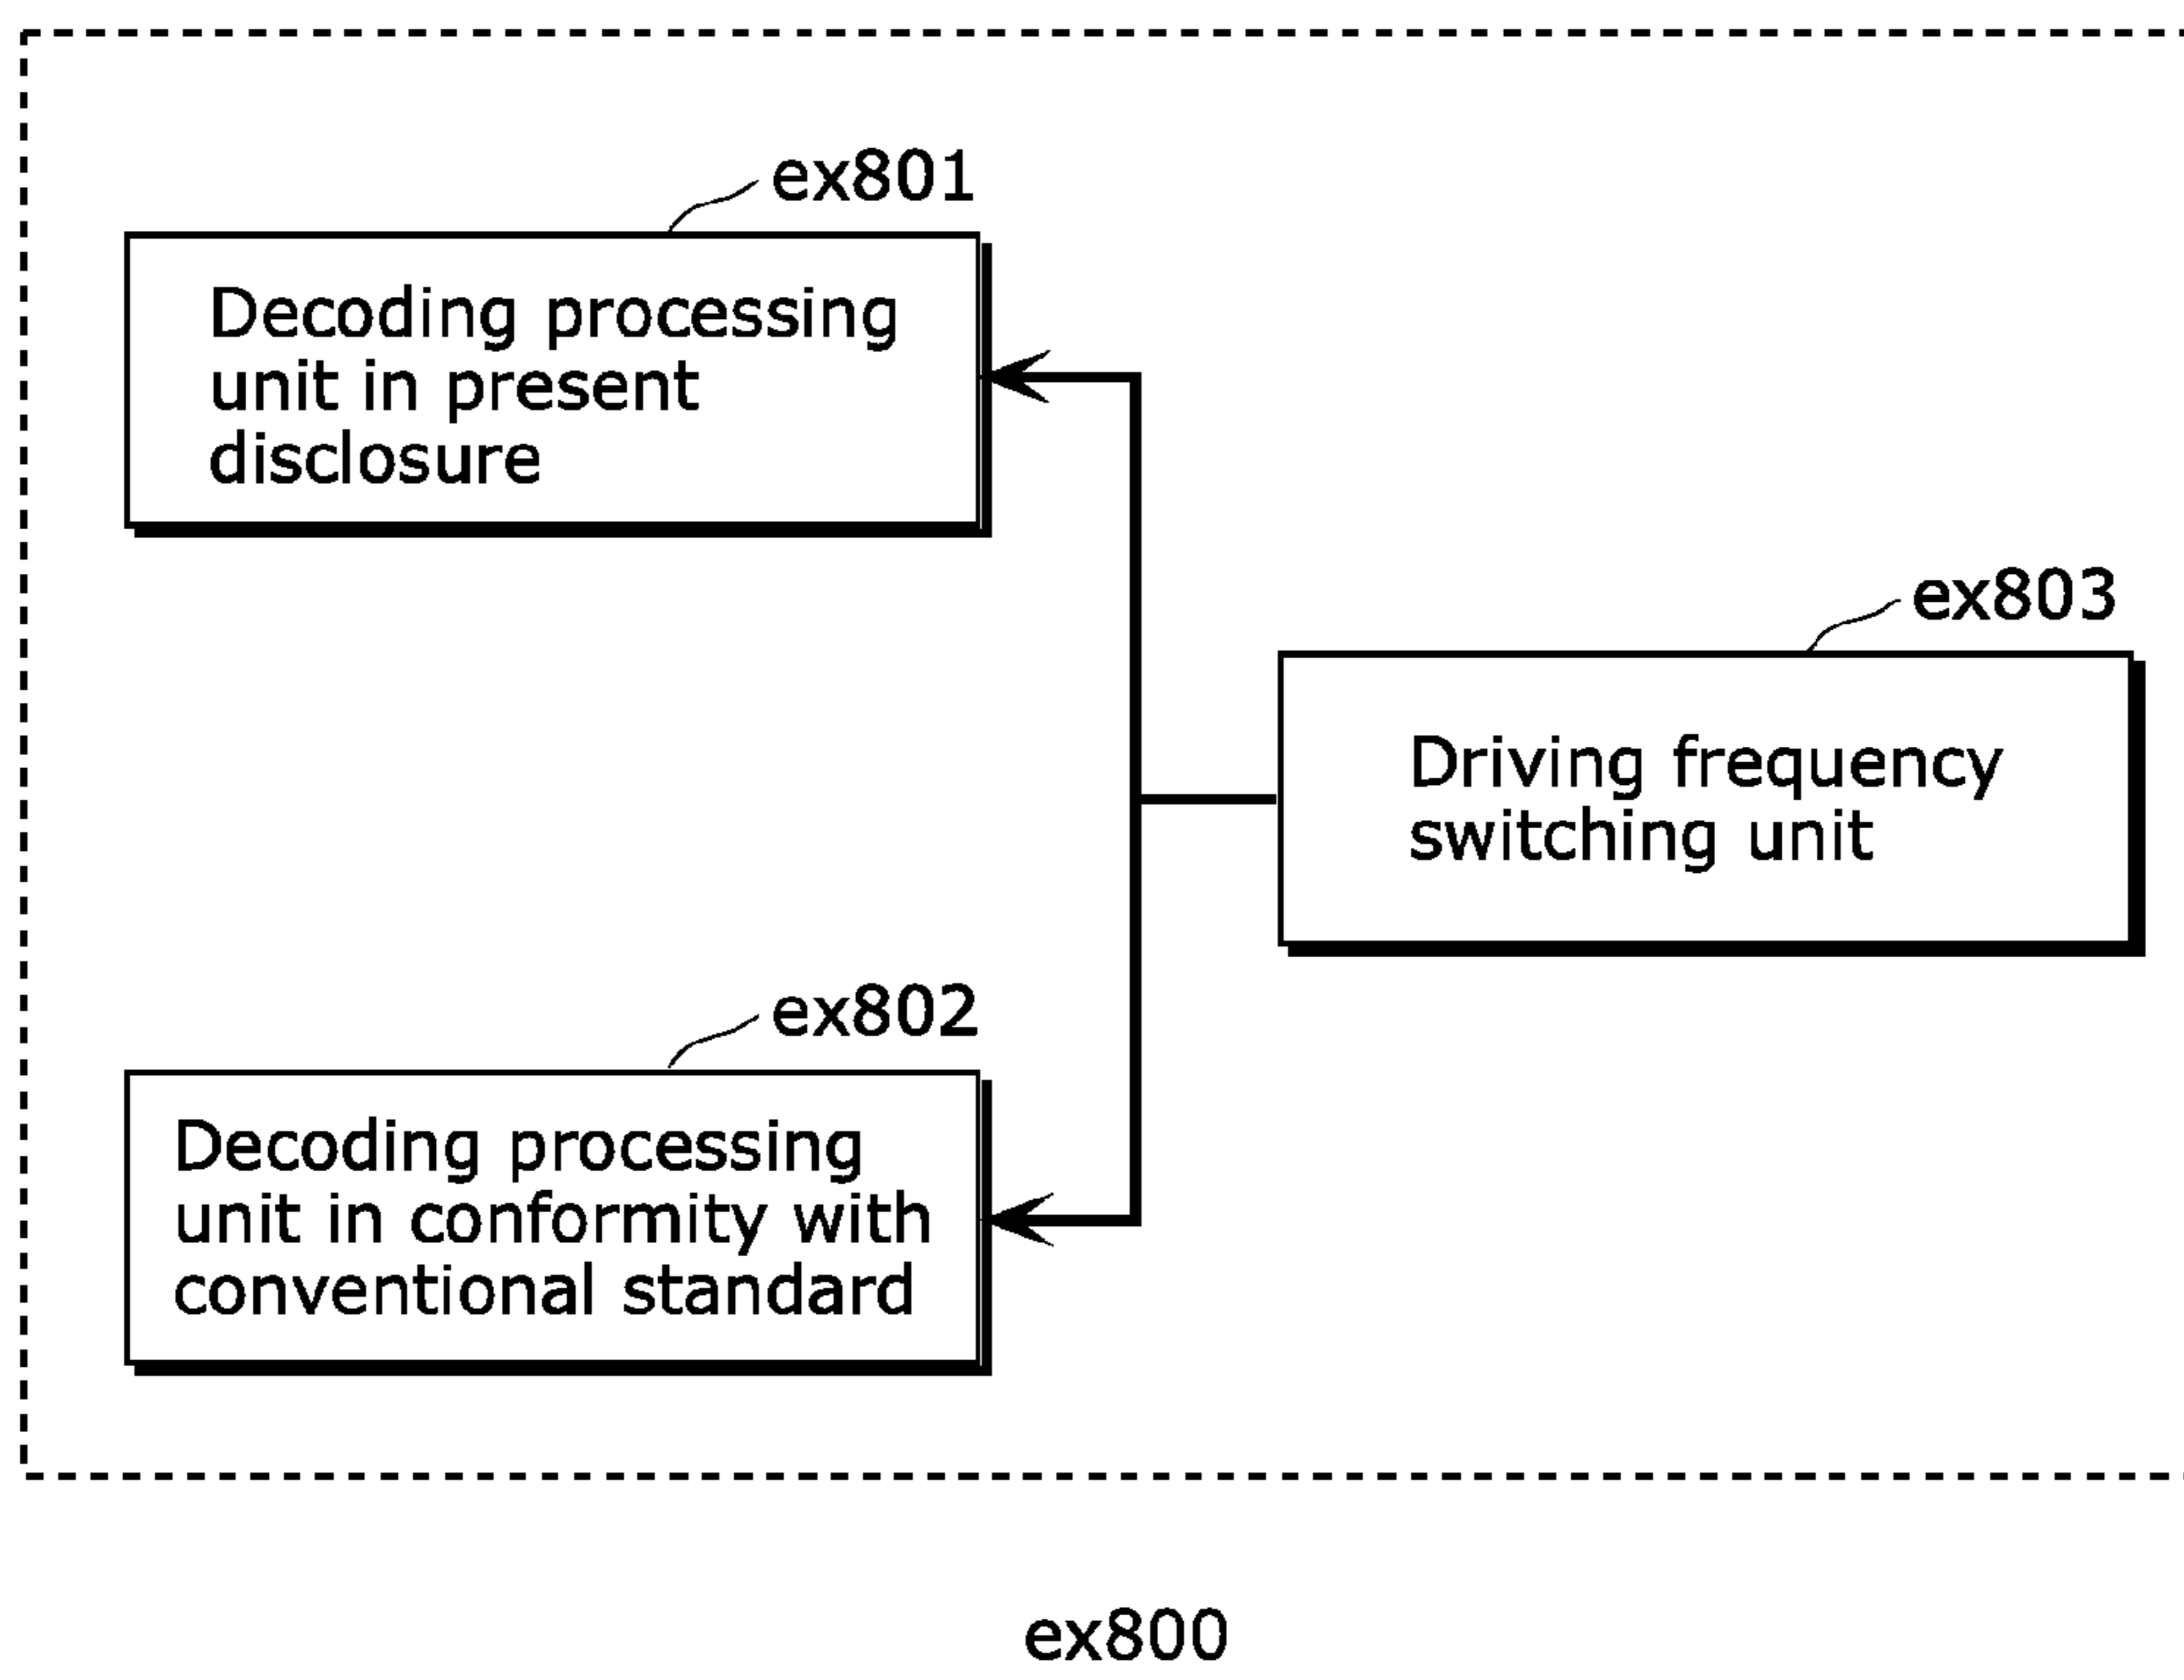 ex801
Decoding processing
unit in present
disclosure
ex803
Driving frequency
switching unit
ex802
Decoding processing
unit in conformity with
conventional standard
ex800